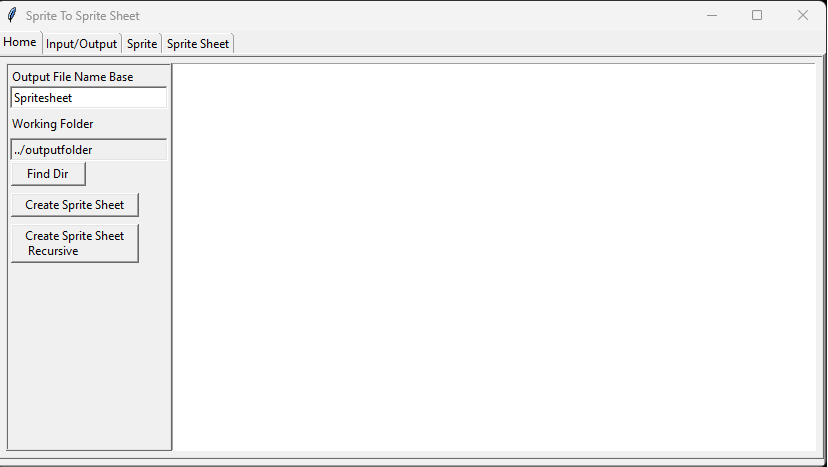 Sprite To Sprite Sheet
Home Input/Output Sprite Sprite Sheet
Output File Name Base
Spritesheet
Working Folder
../outputfolder
Find Dir
Create Sprite Sheet
Create Sprite Sheet
Recursive